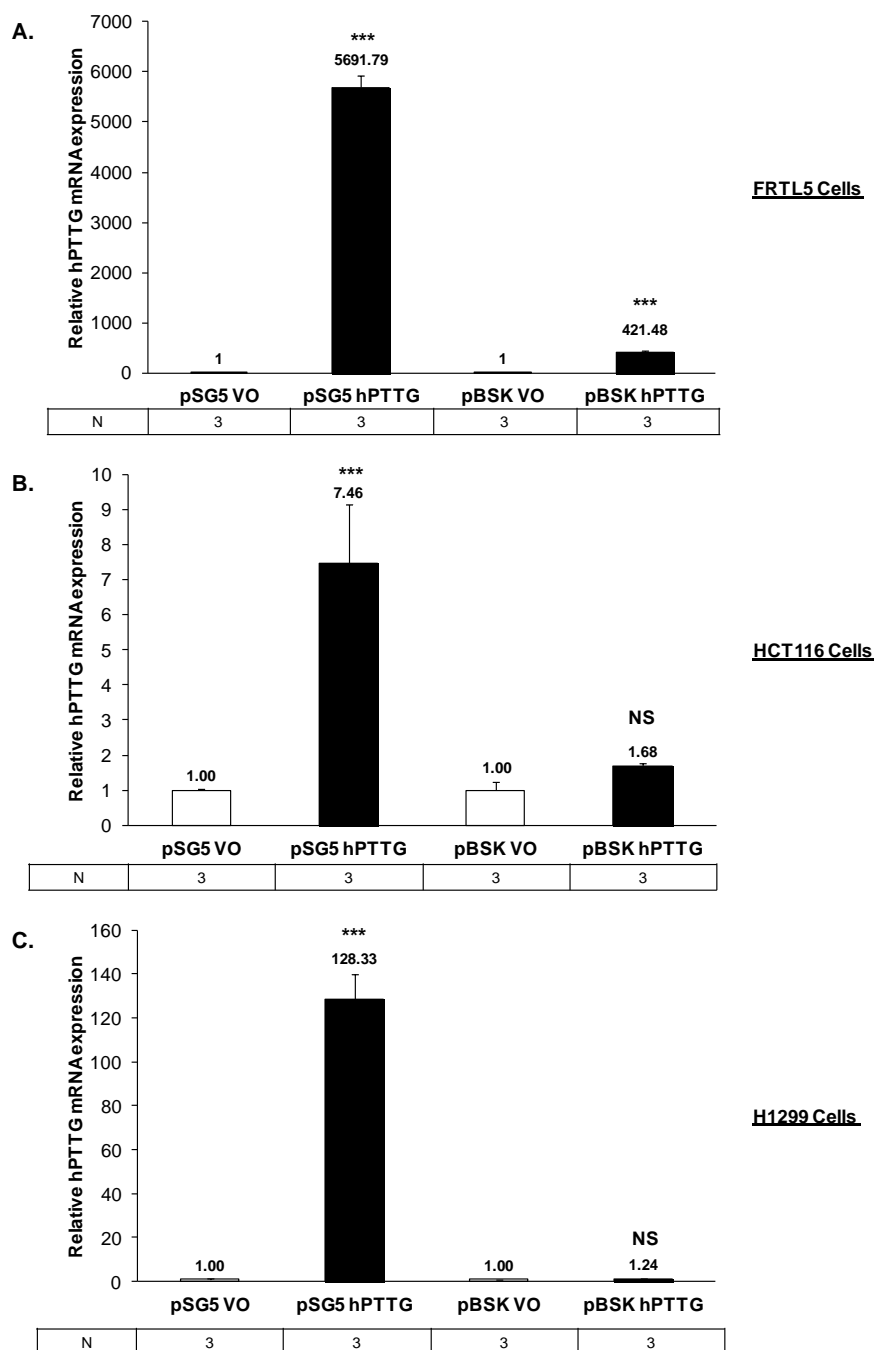 A.
Relative hPTTG mRNA expression
7000
6000
5000
4000
3000
2000
1000
0
***
5691.79
***
421.48
1
1
pSG5 VO pSG5 hPTTG pBSK VO pBSK hPTTG
N 3 3 3 3
FRTL5 Cells
B.
Relative hPTTG mRNA expression
10
9
8
7
6
5
4
3
2
1
0
***
7.46
NS
1.68
1.00
1.00
pSG5 VO pSG5 hPTTG pBSK VO pBSK hPTTG
N 3 3 3 3
HCT116 Cells
C.
Relative hPTTG mRNA expression
160
140
120
100
80
60
40
20
0
***
128.33
NS
1.00
1.00
1.24
pSG5 VO pSG5 hPTTG pBSK VO pBSK hPTTG
N 3 3 3 3
H1299 Cells